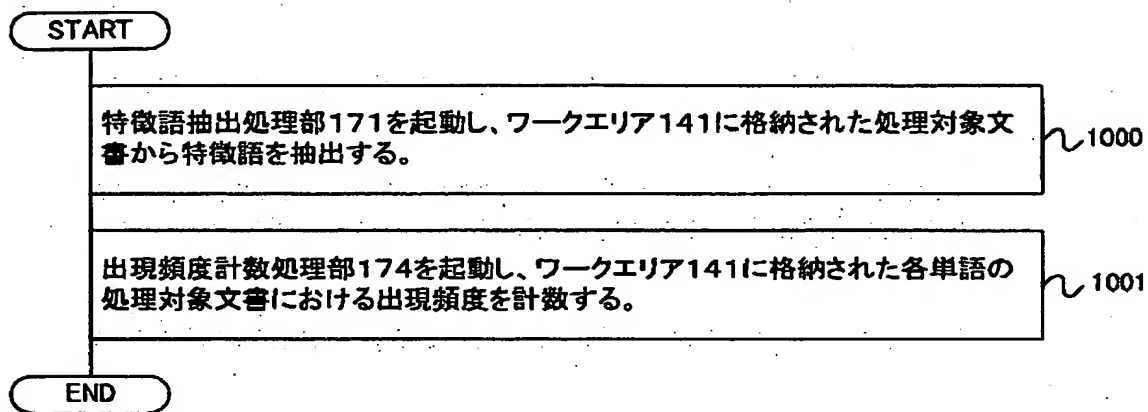 START
特徴語抽出処理部171を起動し、ワークエリア141に格納された処理対象文
書から特徴語を抽出する。
1000
出現頻度計数処理部174を起動し、ワークエリア141に格納された各単語の
処理対象文書における出現頻度を計数する。
1001
END